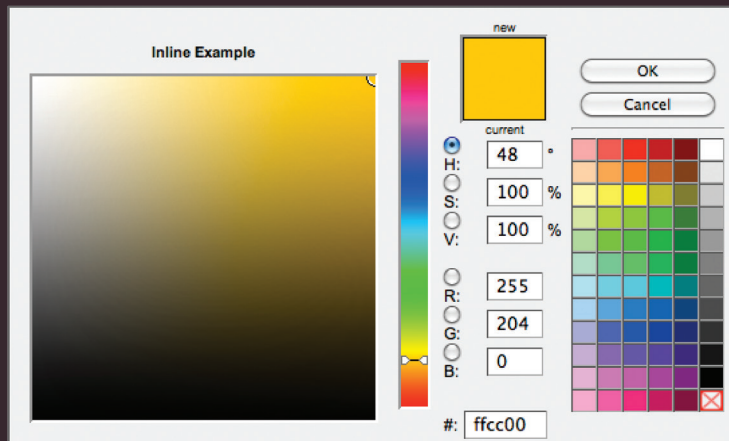 Inline Example
new
current
OK
Cancel
H: 48 °
S: 100 %
V: 100 %
R: 255
G: 204
B: 0
#: ffcc00